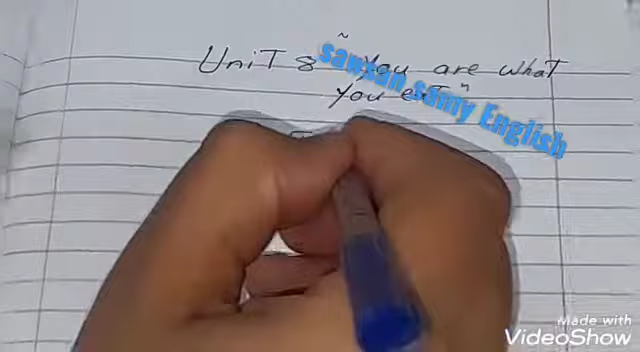 UniT 8 "You are what
you eat"
sawsan samy English
Made with
VideoShow